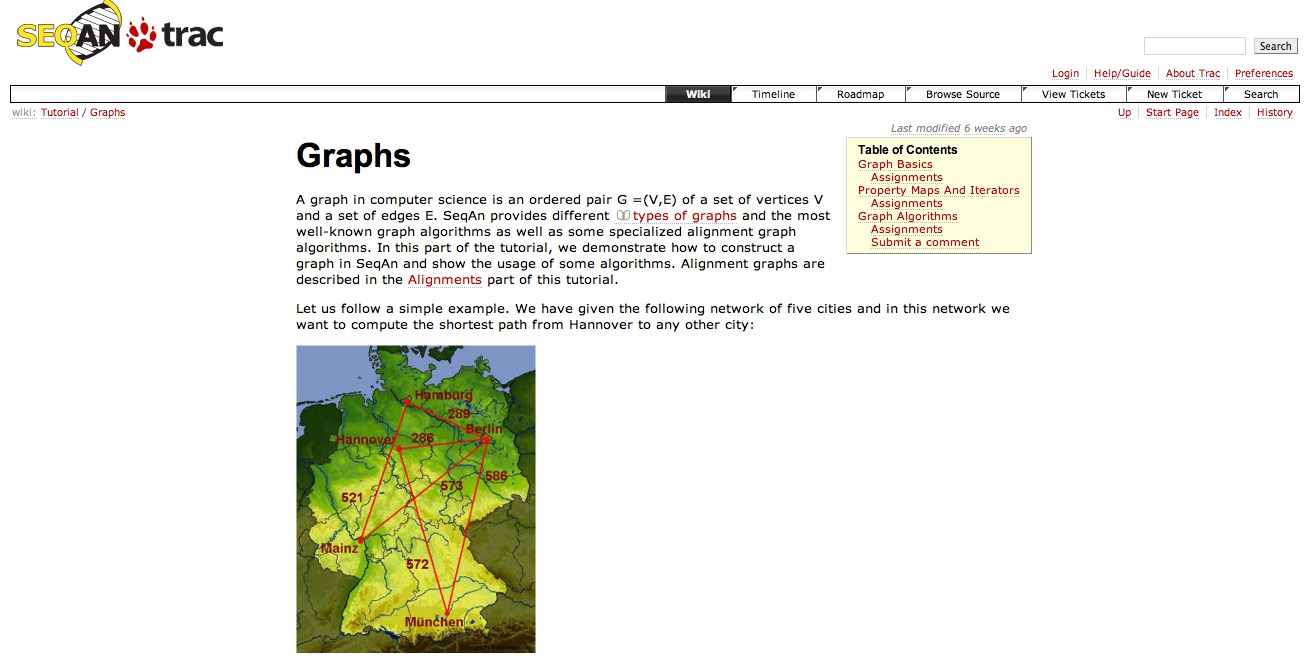 SEQAN trac
Search
Login Help/Guide About Trac Preferences
Wiki Timeline Roadmap Browse Source View Tickets New Ticket Search
wiki: Tutorial / Graphs
Up Start Page Index History
Last modified 6 weeks ago
Graphs
Table of Contents
Graph Basics
Assignments
Property Maps And Iterators
Assignments
Graph Algorithms
Assignments
Submit a comment
A graph in computer science is an ordered pair G =(V,E) of a set of vertices V
and a set of edges E. SeqAn provides different types of graphs and the most
well-known graph algorithms as well as some specialized alignment graph
algorithms. In this part of the tutorial, we demonstrate how to construct a
graph in SeqAn and show the usage of some algorithms. Alignment graphs are
described in the Alignments part of this tutorial.
Let us follow a simple example. We have given the following network of five cities and in this network we
want to compute the shortest path from Hannover to any other city:
Hamburg
289
Berlin
Hannover 286
586
573
521
Mainz
572
München